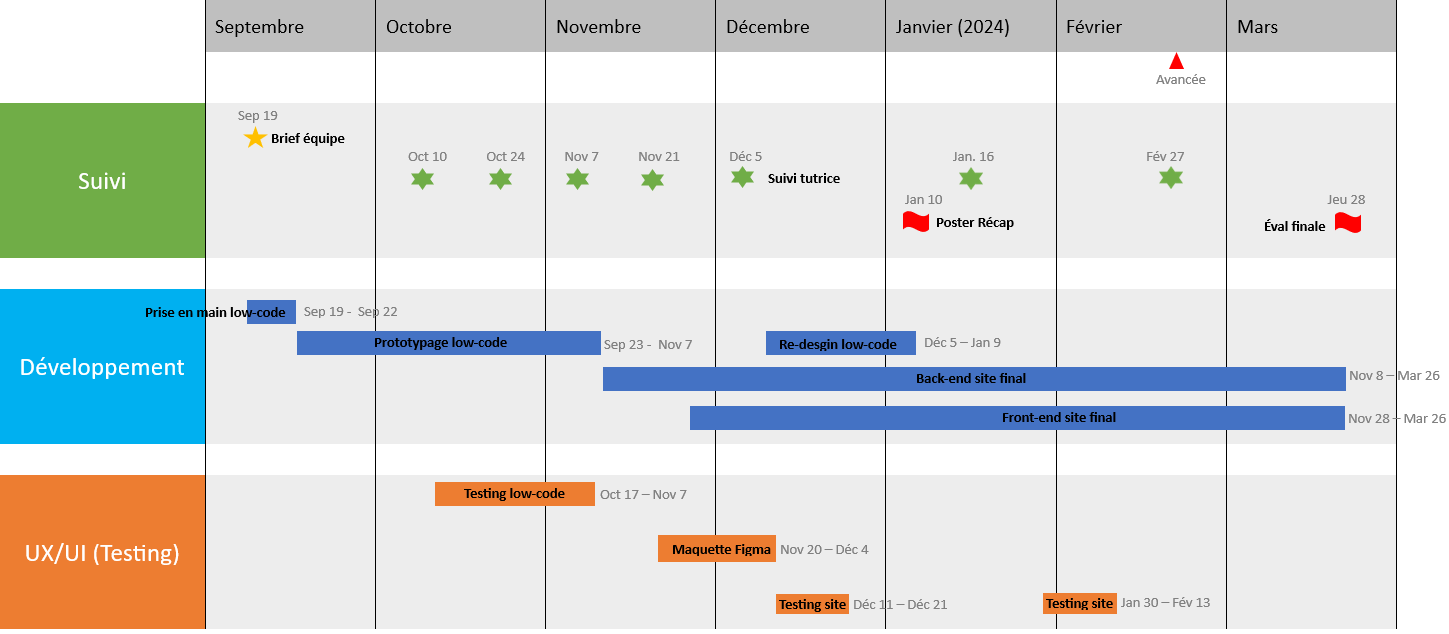 Septembre
Octobre
Novembre
Décembre
Janvier (2024)
Février
Mars
Avancée
Suivi
Sep 19
Brief équipe
Oct 10
Oct 24
Nov 7
Nov 21
Déc 5
Suivi tutrice
Jan. 16
Fév 27
Jan 10
Poster Récap
Jeu 28
Éval finale
Développement
Prise en main low-code
Sep 19 - Sep 22
Prototypage low-code
Sep 23 - Nov 7
Re-desgin low-code
Déc 5 – Jan 9
Back-end site final
Nov 8 – Mar 26
Front-end site final
Nov 28 – Mar 26
UX/UI (Testing)
Testing low-code
Oct 17 – Nov 7
Maquette Figma
Nov 20 – Déc 4
Testing site
Déc 11 – Déc 21
Testing site
Jan 30 – Fév 13